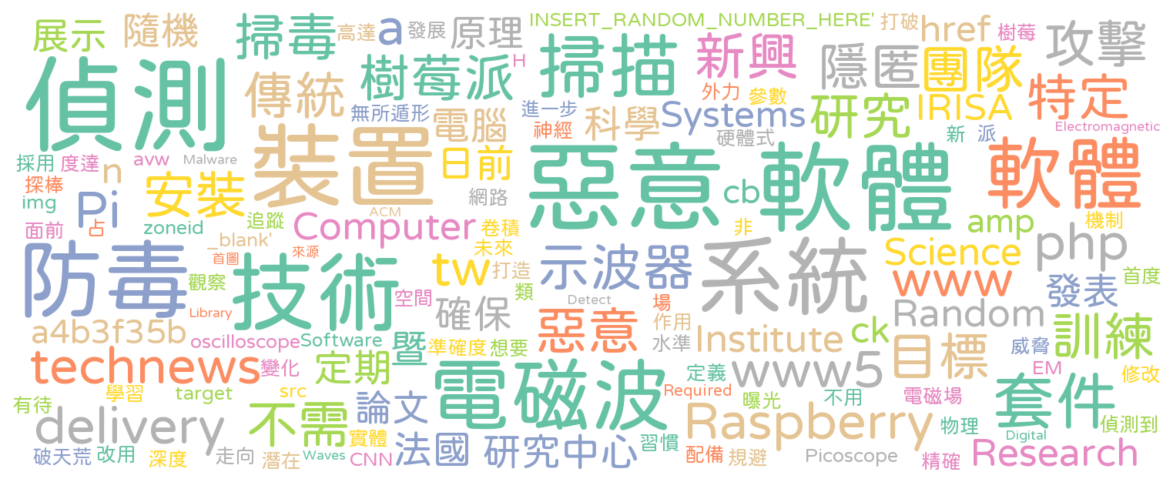 INSERT_RANDOM_NUMBER_HERE'
打破
展示
隨機
掃毒
高達
a
發展
原理
H
掃描
新興
隱匿
團隊
href
樹莓
攻擊
偵測
傳統
樹莓派
無所遁形
電腦
進一步
神經
科學
Systems
外力
參數
硬體式
研究
IRISA
新
派
特定
Electromagnetic
採用
度達
avw
Malware
n
裝置
日前
網路
惡意
軟體
cb
軟體
探棒
img
面前
占
Pi
zoneid
安裝
追蹤
_blank'
ACM
Computer
卷積
未來
非
amp
機制
防毒
觀察
首圖
來源
技術
空間
tw
打造
類
示波器
系統
Science
www
php
發表
首度
Library
Detect
場
a4b3f35b
oscilloscope
Software
暨
確保
準確度
想要
惡意
作用
水準
Institute
Random
ck
威脅
訓練
technews
變化
定期
電磁波
定義
www5
目標
EM
修改
學習
target
src
Required
曝光
不用
電磁場
套件
有待
delivery
不需
實體
論文
法國
研究中心
習慣
配備
Raspberry
規避
物理
Digital
偵測到
破天荒
改用
深度
走向
潛在
Waves
CNN
Picoscope
精確
Research